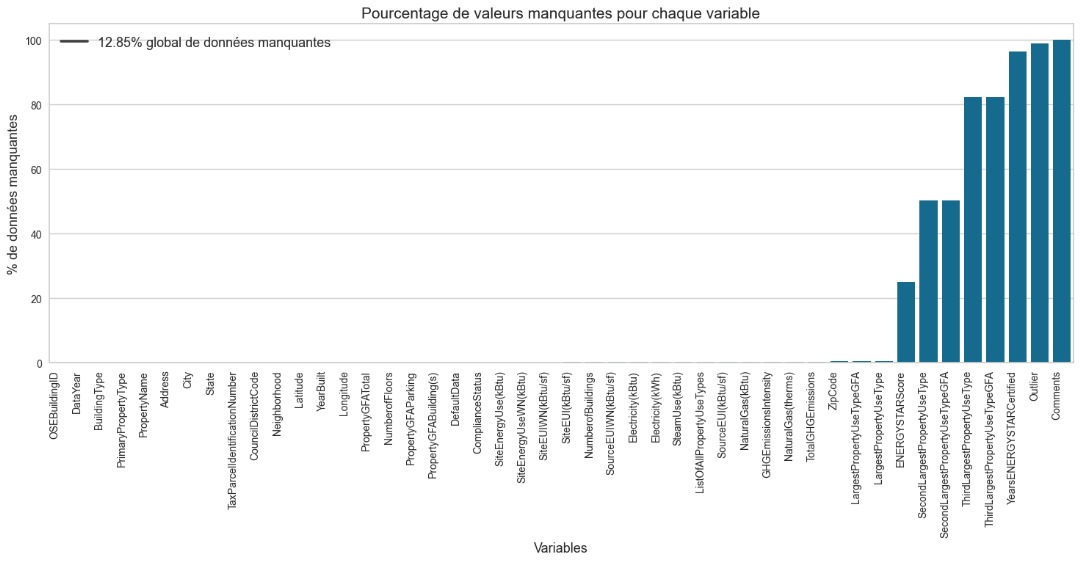 Pourcentage de valeurs manquantes pour chaque variable
12.85% global de données manquantes
% de données manquantes
100
80
60
40
20
0
OSEBuildingID
DataYear
BuildingType
PrimaryPropertyType
PropertyName
Address
City
State
TaxParcelIdentificationNumber
CouncilDistrictCode
Neighborhood
Latitude
YearBuilt
Longitude
PropertyGFATotal
NumberofFloors
PropertyGFAParking
PropertyGFABuilding(s)
DefaultData
ComplianceStatus
SiteEnergyUse(kBtu)
SiteEnergyUseWN(kBtu)
SiteEUIWN(kBtu/sf)
SiteEUI(kBtu/sf)
NumberofBuildings
SourceEUIWN(kBtu/sf)
Electricity(kBtu)
Electricity(kWh)
SteamUse(kBtu)
ListOfAllPropertyUseTypes
SourceEUI(kBtu/sf)
NaturalGas(kBtu)
GHGEmissionsIntensity
NaturalGas(therms)
TotalGHGEmissions
ZipCode
LargestPropertyUseTypeGFA
LargestPropertyUseType
ENERGYSTARScore
SecondLargestPropertyUseType
SecondLargestPropertyUseTypeGFA
ThirdLargestPropertyUseType
ThirdLargestPropertyUseTypeGFA
YearsENERGYSTARCertified
Outlier
Comments
Variables